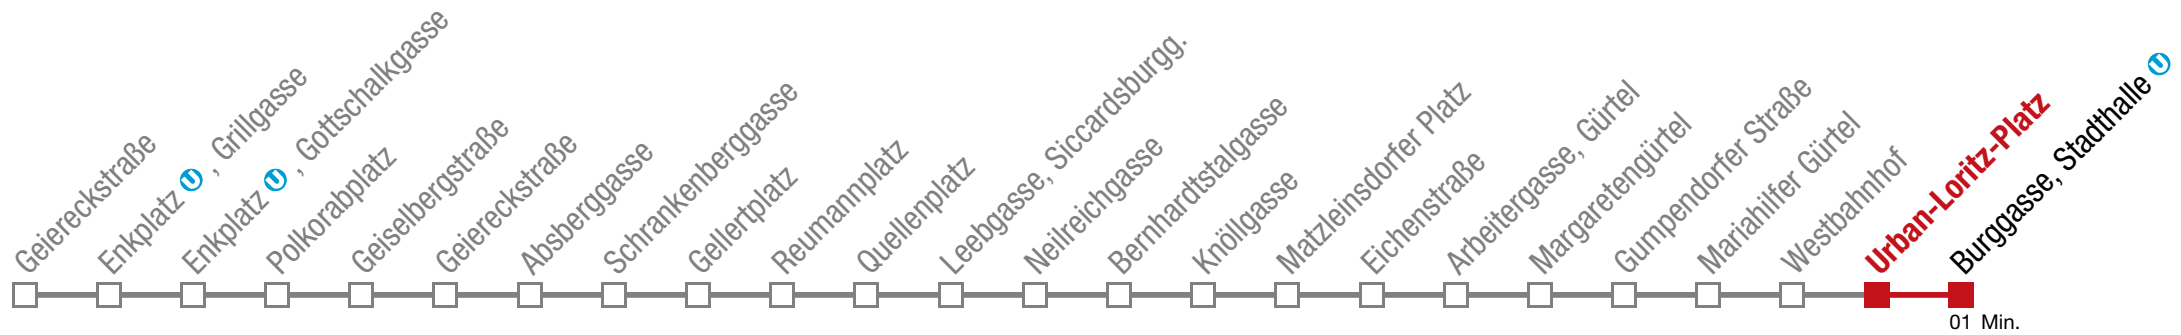 Geiereckstraße
Enkplatz U, Grillgasse
Enkplatz U, Gottschalkgasse
Polkorabplatz
Geiselbergstraße
Geiereckstraße
Absberggasse
Schrankenberggasse
Gellertplatz
Reumannplatz
Quellenplatz
Leebgasse, Siccardsburgg.
Neilreichgasse
Bernhardtstalgasse
Knöllgasse
Matzleinsdorfer Platz
Eichenstraße
Arbeitergasse, Gürtel
Margaretengürtel
Gumpendorfer Straße
Mariahilfer Gürtel
Westbahnhof
Urban-Loritz-Platz
Burggasse, Stadthalle U
01 Min.